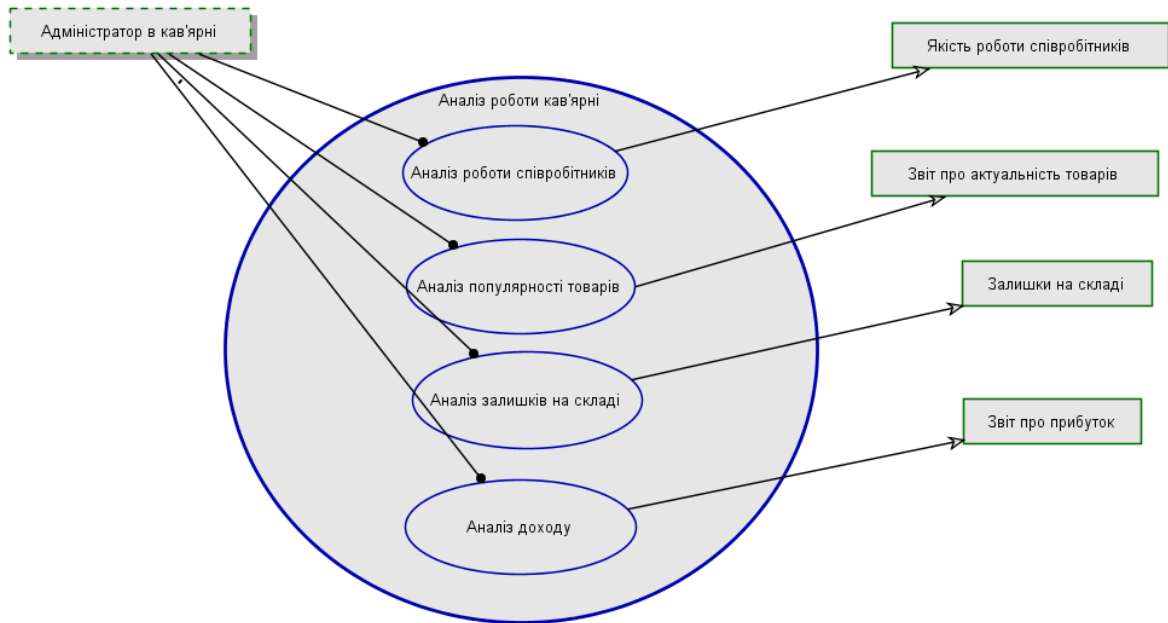 Адміністратор в кав'ярні
Якість роботи співробітників
Аналіз роботи кав'ярні
Аналіз роботи співробітників
Звіт про актуальність товарів
Аналіз популярності товарів
Залишки на складі
Аналіз залишків на складі
Звіт про прибуток
Аналіз доходу